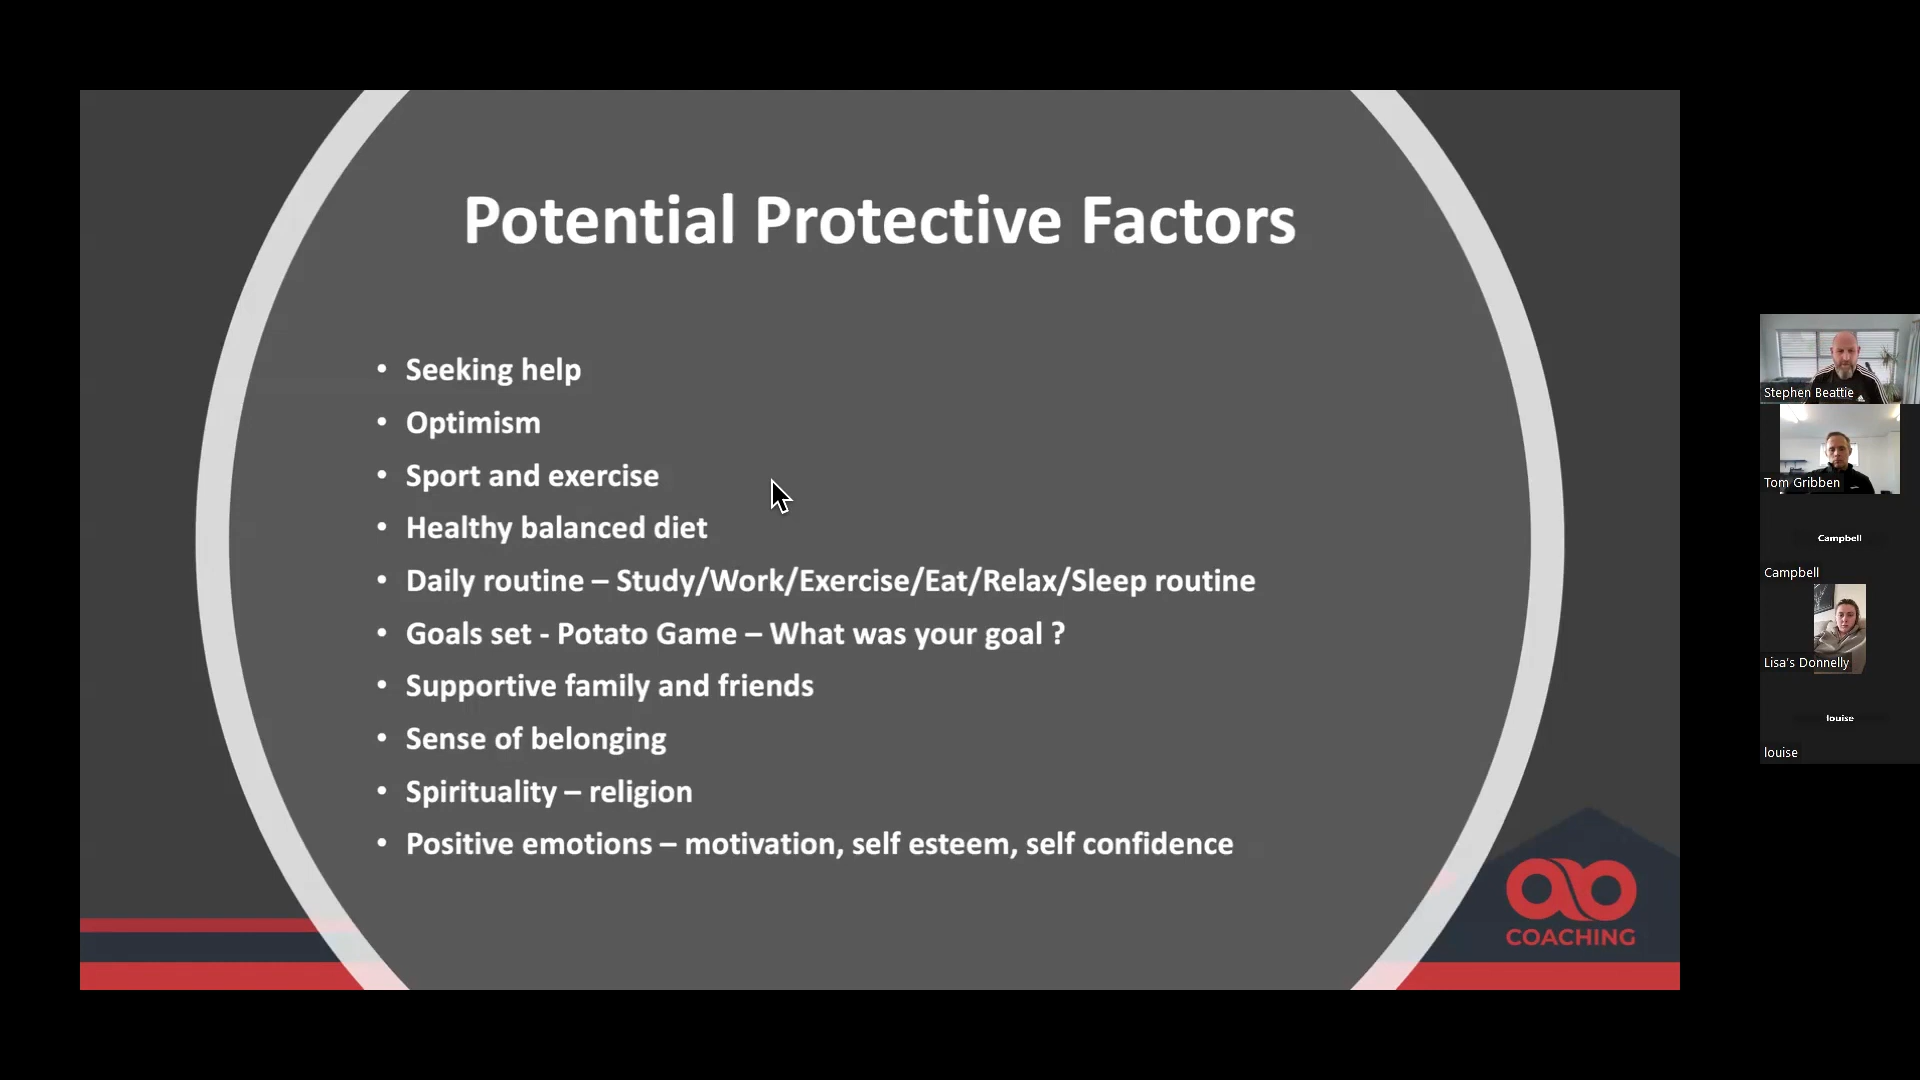 Potential Protective Factors
• Seeking help
• Optimism
• Sport and exercise
• Healthy balanced diet
• Daily routine – Study/Work/Exercise/Eat/Relax/Sleep routine
• Goals set - Potato Game – What was your goal ?
• Supportive family and friends
• Sense of belonging
• Spirituality – religion
• Positive emotions – motivation, self esteem, self confidence
COACHING
Stephen Beattie
Tom Gribben
Campbell
Campbell
Lisa's Donnelly
louise
louise